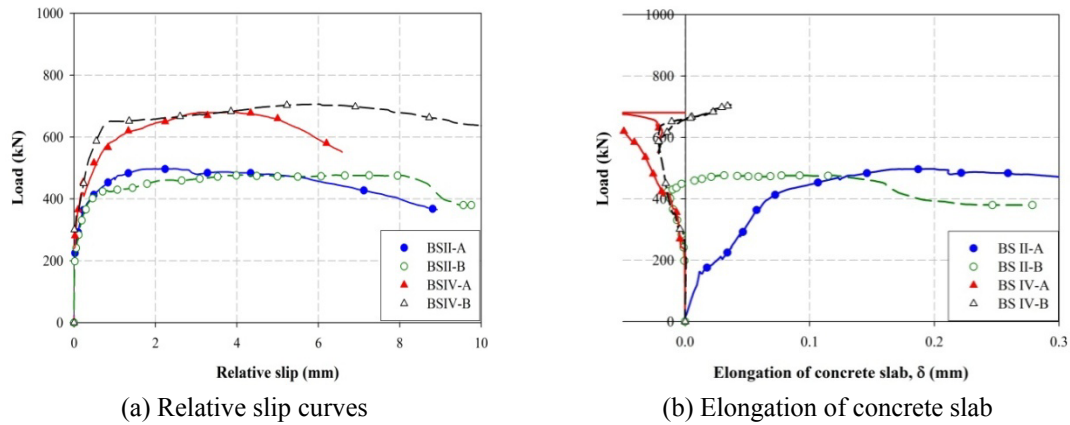 1000
800
600
400
200
0
Load (kN)
0 2 4 6 8 10
Relative slip (mm)
BSII-A
BSII-B
BSIV-A
BSIV-B
(a) Relative slip curves
1000
800
600
400
200
0
Load (kN)
0.0 0.1 0.2 0.3
Elongation of concrete slab, δ (mm)
BS II-A
BS II-B
BS IV-A
BS IV-B
(b) Elongation of concrete slab